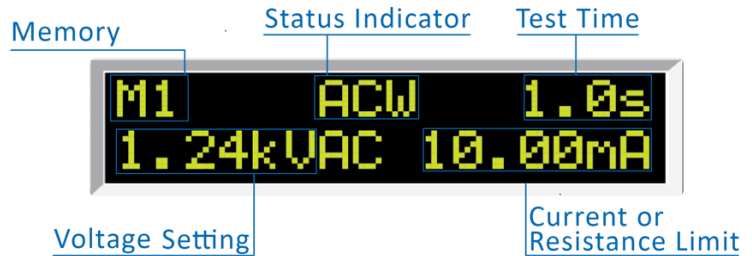 Memory
Status Indicator
Test Time
M1 ACW 1.0s
1.24kVAC 10.00mA
Voltage Setting
Current or
Resistance Limit